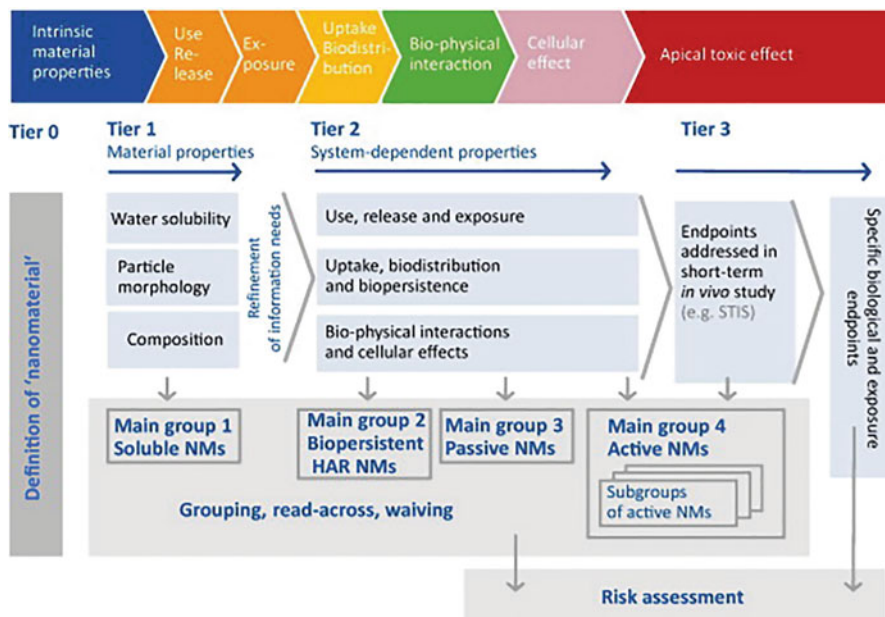 Intrinsic
material
properties
Use
Re-
lease
Ex-
posure
Uptake
Biodistri-
bution
Bio-physical
interaction
Cellular
effect
Apical toxic effect
Tier 0
Tier 1
Material properties
Tier 2
System-dependent properties
Tier 3
Definition of 'nanomaterial'
Water solubility
Particle
morphology
Composition
Refinement
of information needs
Use, release and exposure
Uptake, biodistribution
and biopersistence
Bio-physical interactions
and cellular effects
Endpoints
addressed in
short-term
in vivo study
(e.g. STIS)
Specific biological and exposure
endpoints
Main group 1
Soluble NMs
Main group 2
Biopersistent
HAR NMs
Main group 3
Passive NMs
Main group 4
Active NMs
Subgroups
of active NMs
Grouping, read-across, waiving
Risk assessment